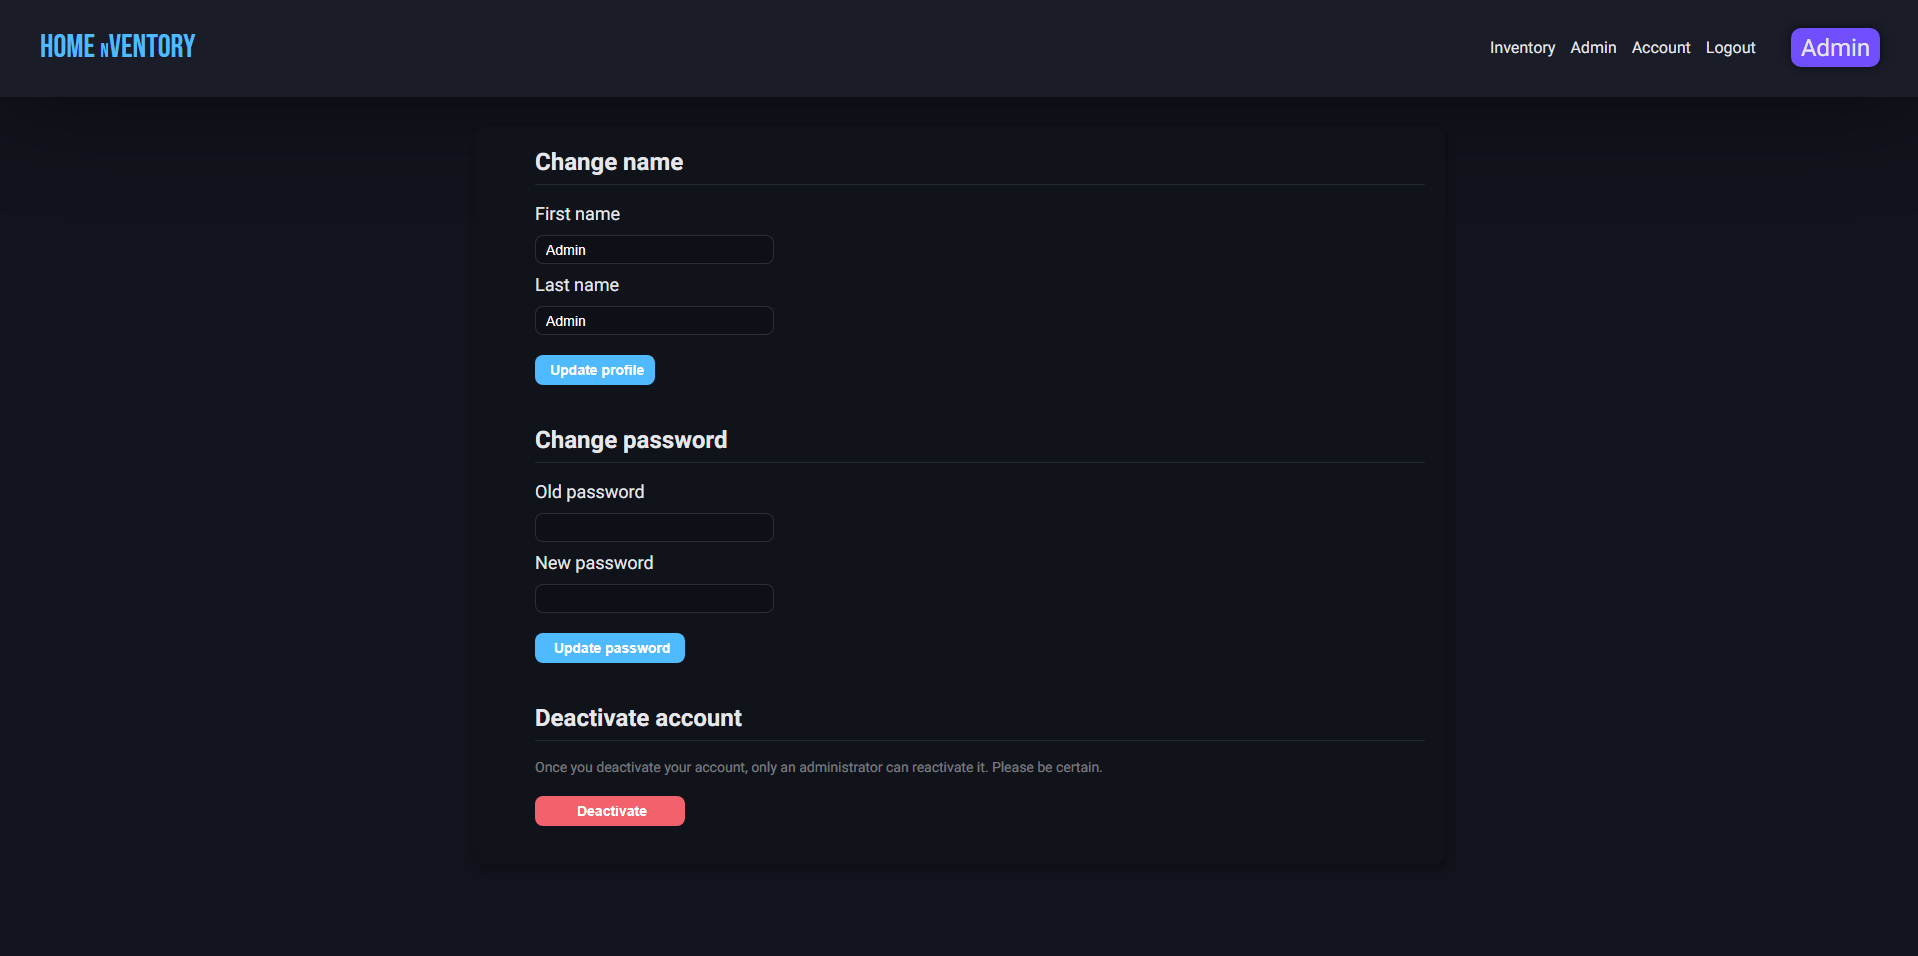 HOME nVENTORY
Inventory Admin Account Logout Admin
Change name
First name
Admin
Last name
Admin
Update profile
Change password
Old password
New password
Update password
Deactivate account
Once you deactivate your account, only an administrator can reactivate it. Please be certain.
Deactivate